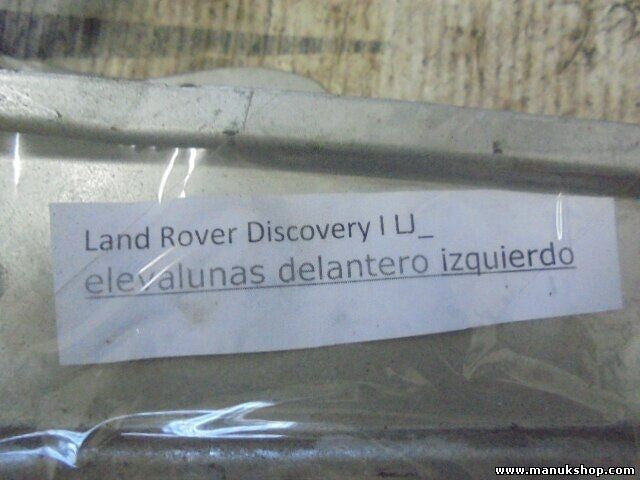 Land Rover Discovery I LJ_
elevalunas delantero izquierdo
www.manukshop.com